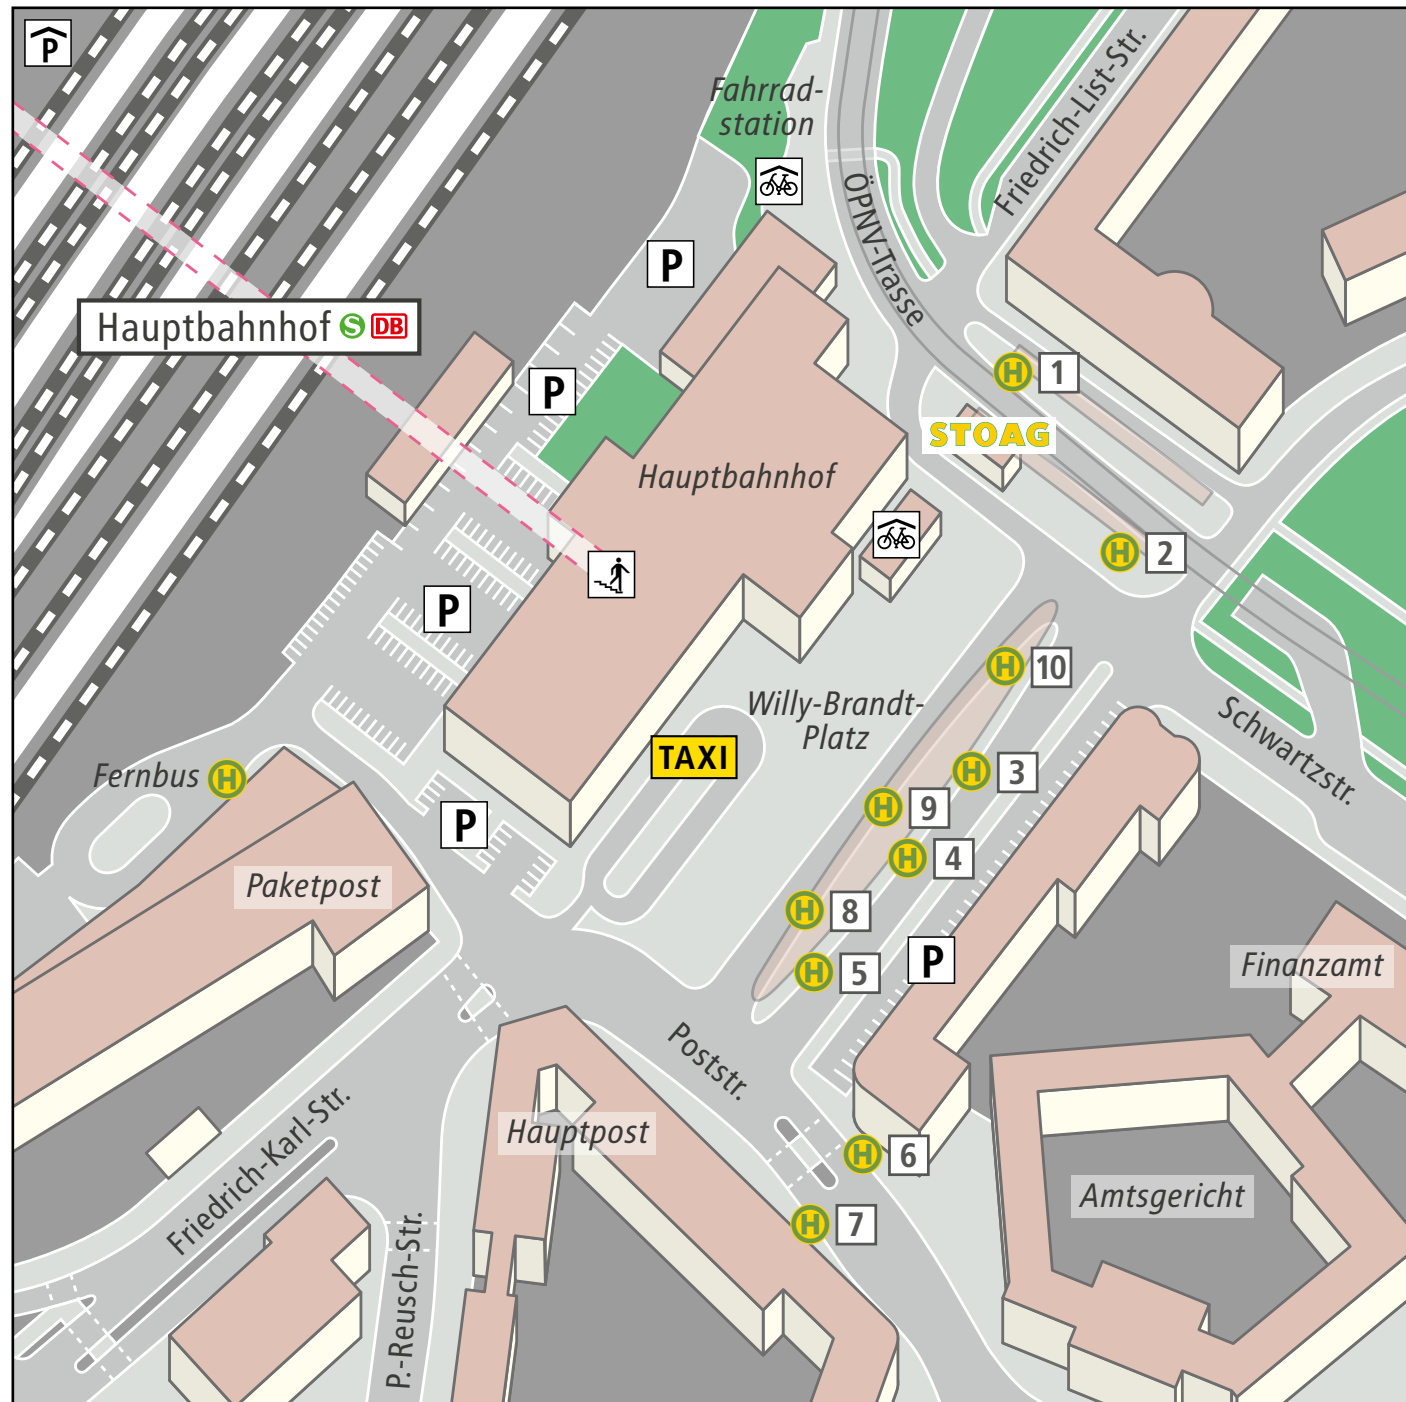 P
Fahrrad-
station
Friedrich-List-Str.
ÖPNV-Trasse
P
Hauptbahnhof S DB
P
H 1
STOAG
Hauptbahnhof
H 2
P
H 10
Willy-Brandt-
Platz
Schwartzstr.
TAXI
Fernbus H
H 3
H 9
P
H 4
Paketpost
H 8
P
Finanzamt
H 5
Poststr.
Hauptpost
H 6
Friedrich-Karl-Str.
Amtsgericht
H 7
P.-Reusch-Str.